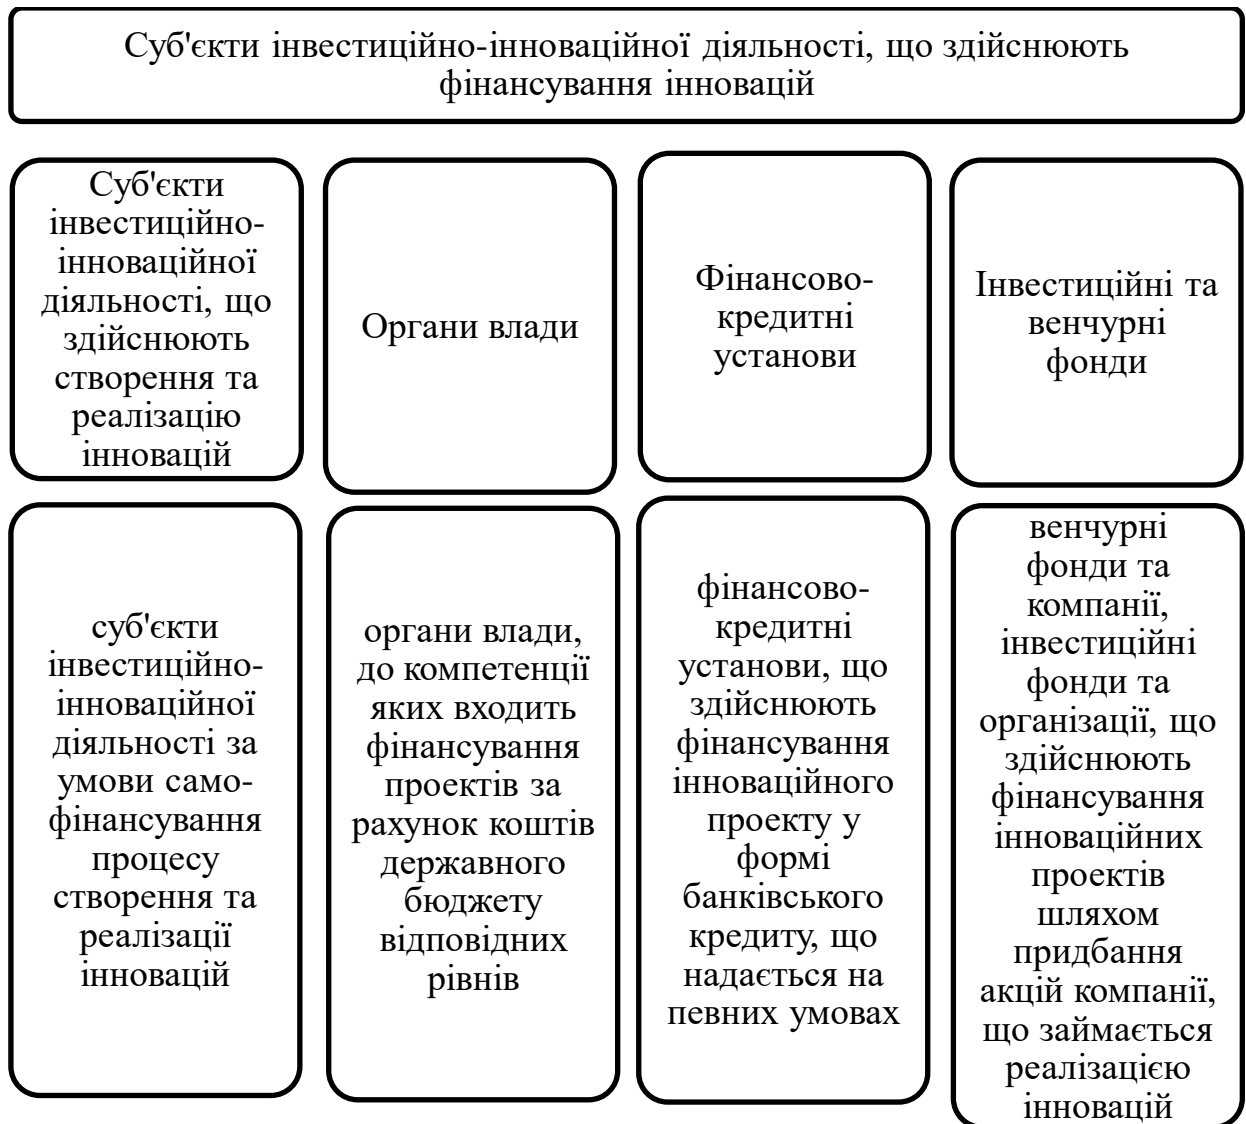 Суб'єкти інвестиційно-інноваційної діяльності, що здійснюють
фінансування інновацій
Суб'єкти
інвестиційно-
інноваційної
діяльності, що
здійснюють
створення та
реалізацію
інновацій
Органи влади
Фінансово-
кредитні
установи
Інвестиційні та
венчурні
фонди
суб'єкти
інвестиційно-
інноваційної
діяльності за
умови само-
фінансування
процесу
створення та
реалізації
інновацій
органи влади,
до компетенції
яких входить
фінансування
проектів за
рахунок коштів
державного
бюджету
відповідних
рівнів
фінансово-
кредитні
установи, що
здійснюють
фінансування
інноваційного
проекту у
формі
банківського
кредиту, що
надається на
певних умовах
венчурні
фонди та
компанії,
інвестиційні
фонди та
організації, що
здійснюють
фінансування
інноваційних
проектів
шляхом
придбання
акцій компанії,
що займається
реалізацією
інновацій